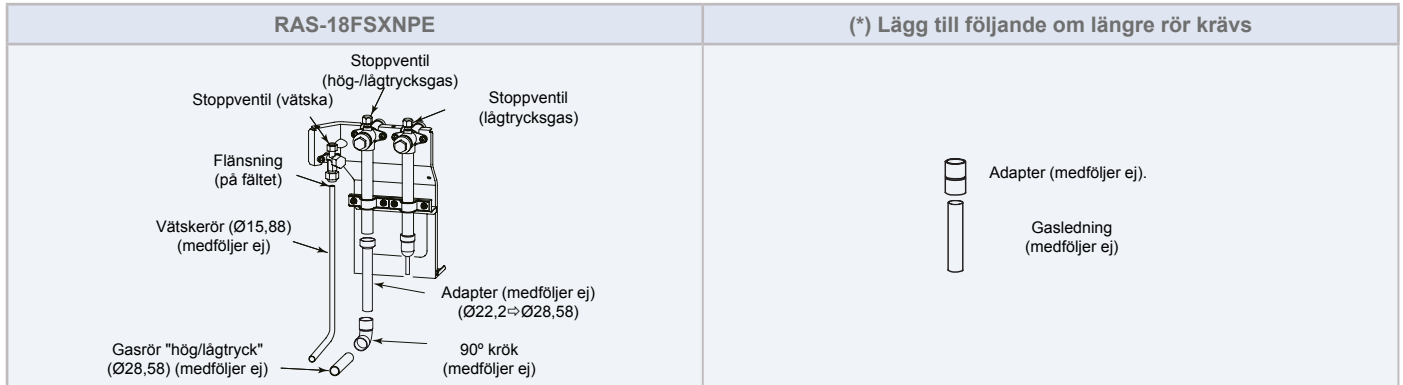 RAS-18FSXNPE
(*) Lägg till följande om längre rör krävs
Stoppventil
(hög-/lågtrycksgas)
Stoppventil (vätska)
Stoppventil
(lågtrycksgas)
Flänsning
(på fältet)
Vätskerör (Ø15,88)
(medföljer ej)
Adapter (medföljer ej)
(Ø22,2⇨Ø28,58)
Gasrör "hög/lågtryck"
(Ø28,58) (medföljer ej)
90º krök
(medföljer ej)
Adapter (medföljer ej).
Gasledning
(medföljer ej)